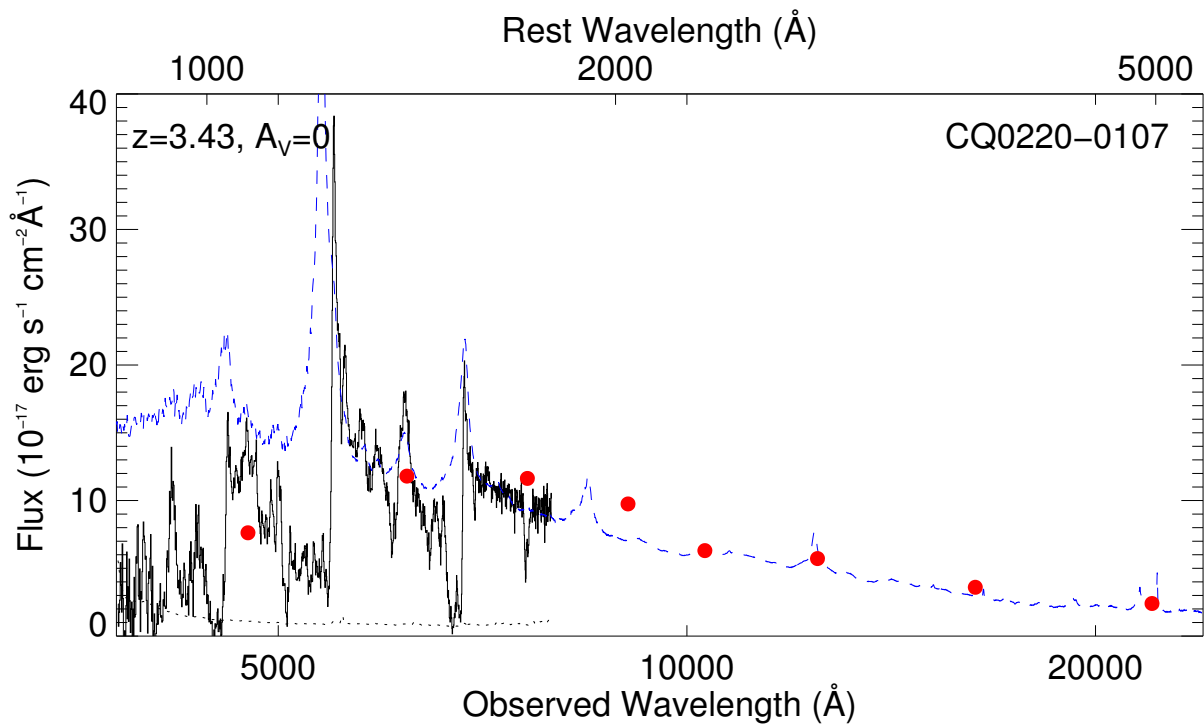 Rest Wavelength (Å)
1000 2000 5000
z=3.43, A_V=0 CQ0220−0107
40
30
20
10
0
Flux (10⁻¹⁷ erg s⁻¹ cm⁻² Å⁻¹)
5000 10000 20000
Observed Wavelength (Å)